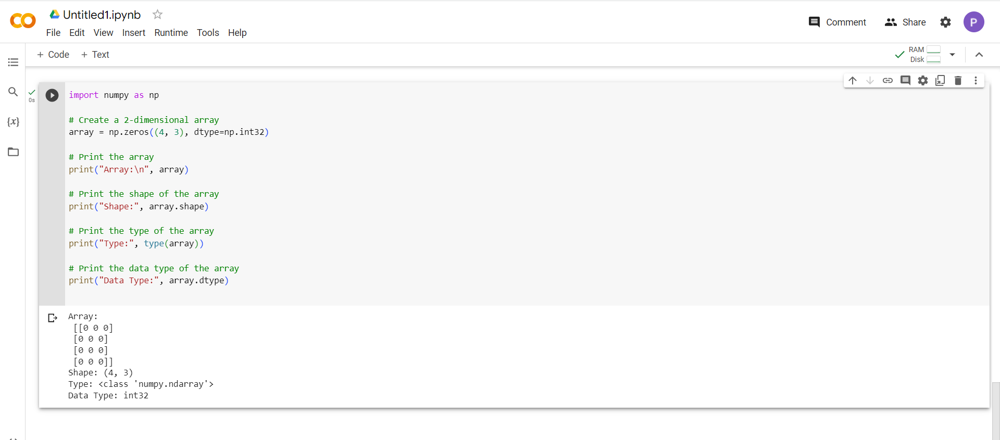 Untitled1.ipynb
File Edit View Insert Runtime Tools Help
Comment Share P
+ Code + Text
RAM
Disk
0s
{x}
import numpy as np
# Create a 2-dimensional array
array = np.zeros((4, 3), dtype=np.int32)
# Print the array
print("Array:\n", array)
# Print the shape of the array
print("Shape:", array.shape)
# Print the type of the array
print("Type:", type(array))
# Print the data type of the array
print("Data Type:", array.dtype)
Array:
 [[0 0 0]
 [0 0 0]
 [0 0 0]
 [0 0 0]]
Shape: (4, 3)
Type: <class 'numpy.ndarray'>
Data Type: int32